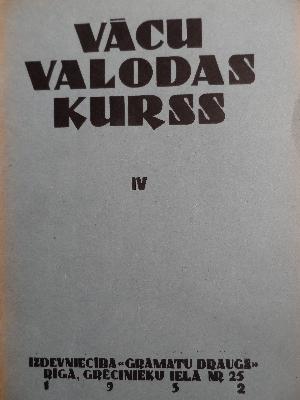 VĀCU
VALODAS
KURSS
IV
IZDEVNIECĪBA «GRĀMATU DRAUGS»
RĪGĀ, GRĒCINIEKU IELĀ NR 25
1932